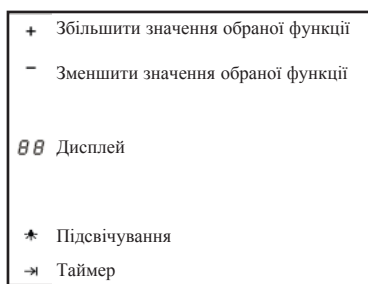 + Збільшити значення обраної функції
− Зменшити значення обраної функції
88 Дисплей
Підсвічування
Таймер